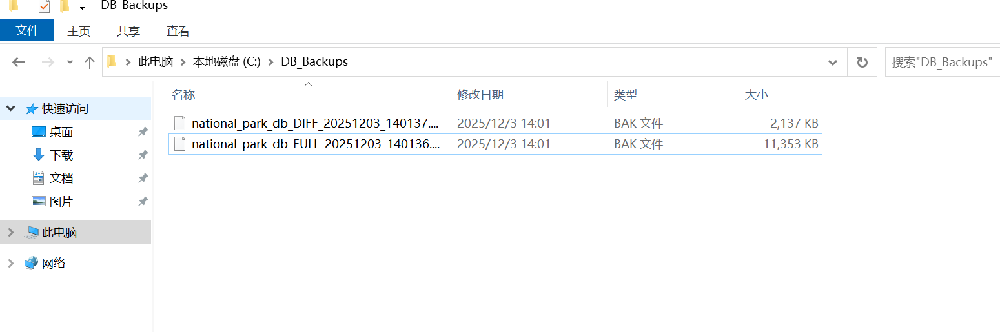 DB_Backups
文件 主页 共享 查看
此电脑 本地磁盘 (C:) DB_Backups 搜索"DB_Backups"
名称 修改日期 类型 大小
快速访问
national_park_db_DIFF_20251203_140137.... 2025/12/3 14:01 BAK 文件 2,137 KB
桌面
national_park_db_FULL_20251203_140136.... 2025/12/3 14:01 BAK 文件 11,353 KB
下载
文档
图片
此电脑
网络